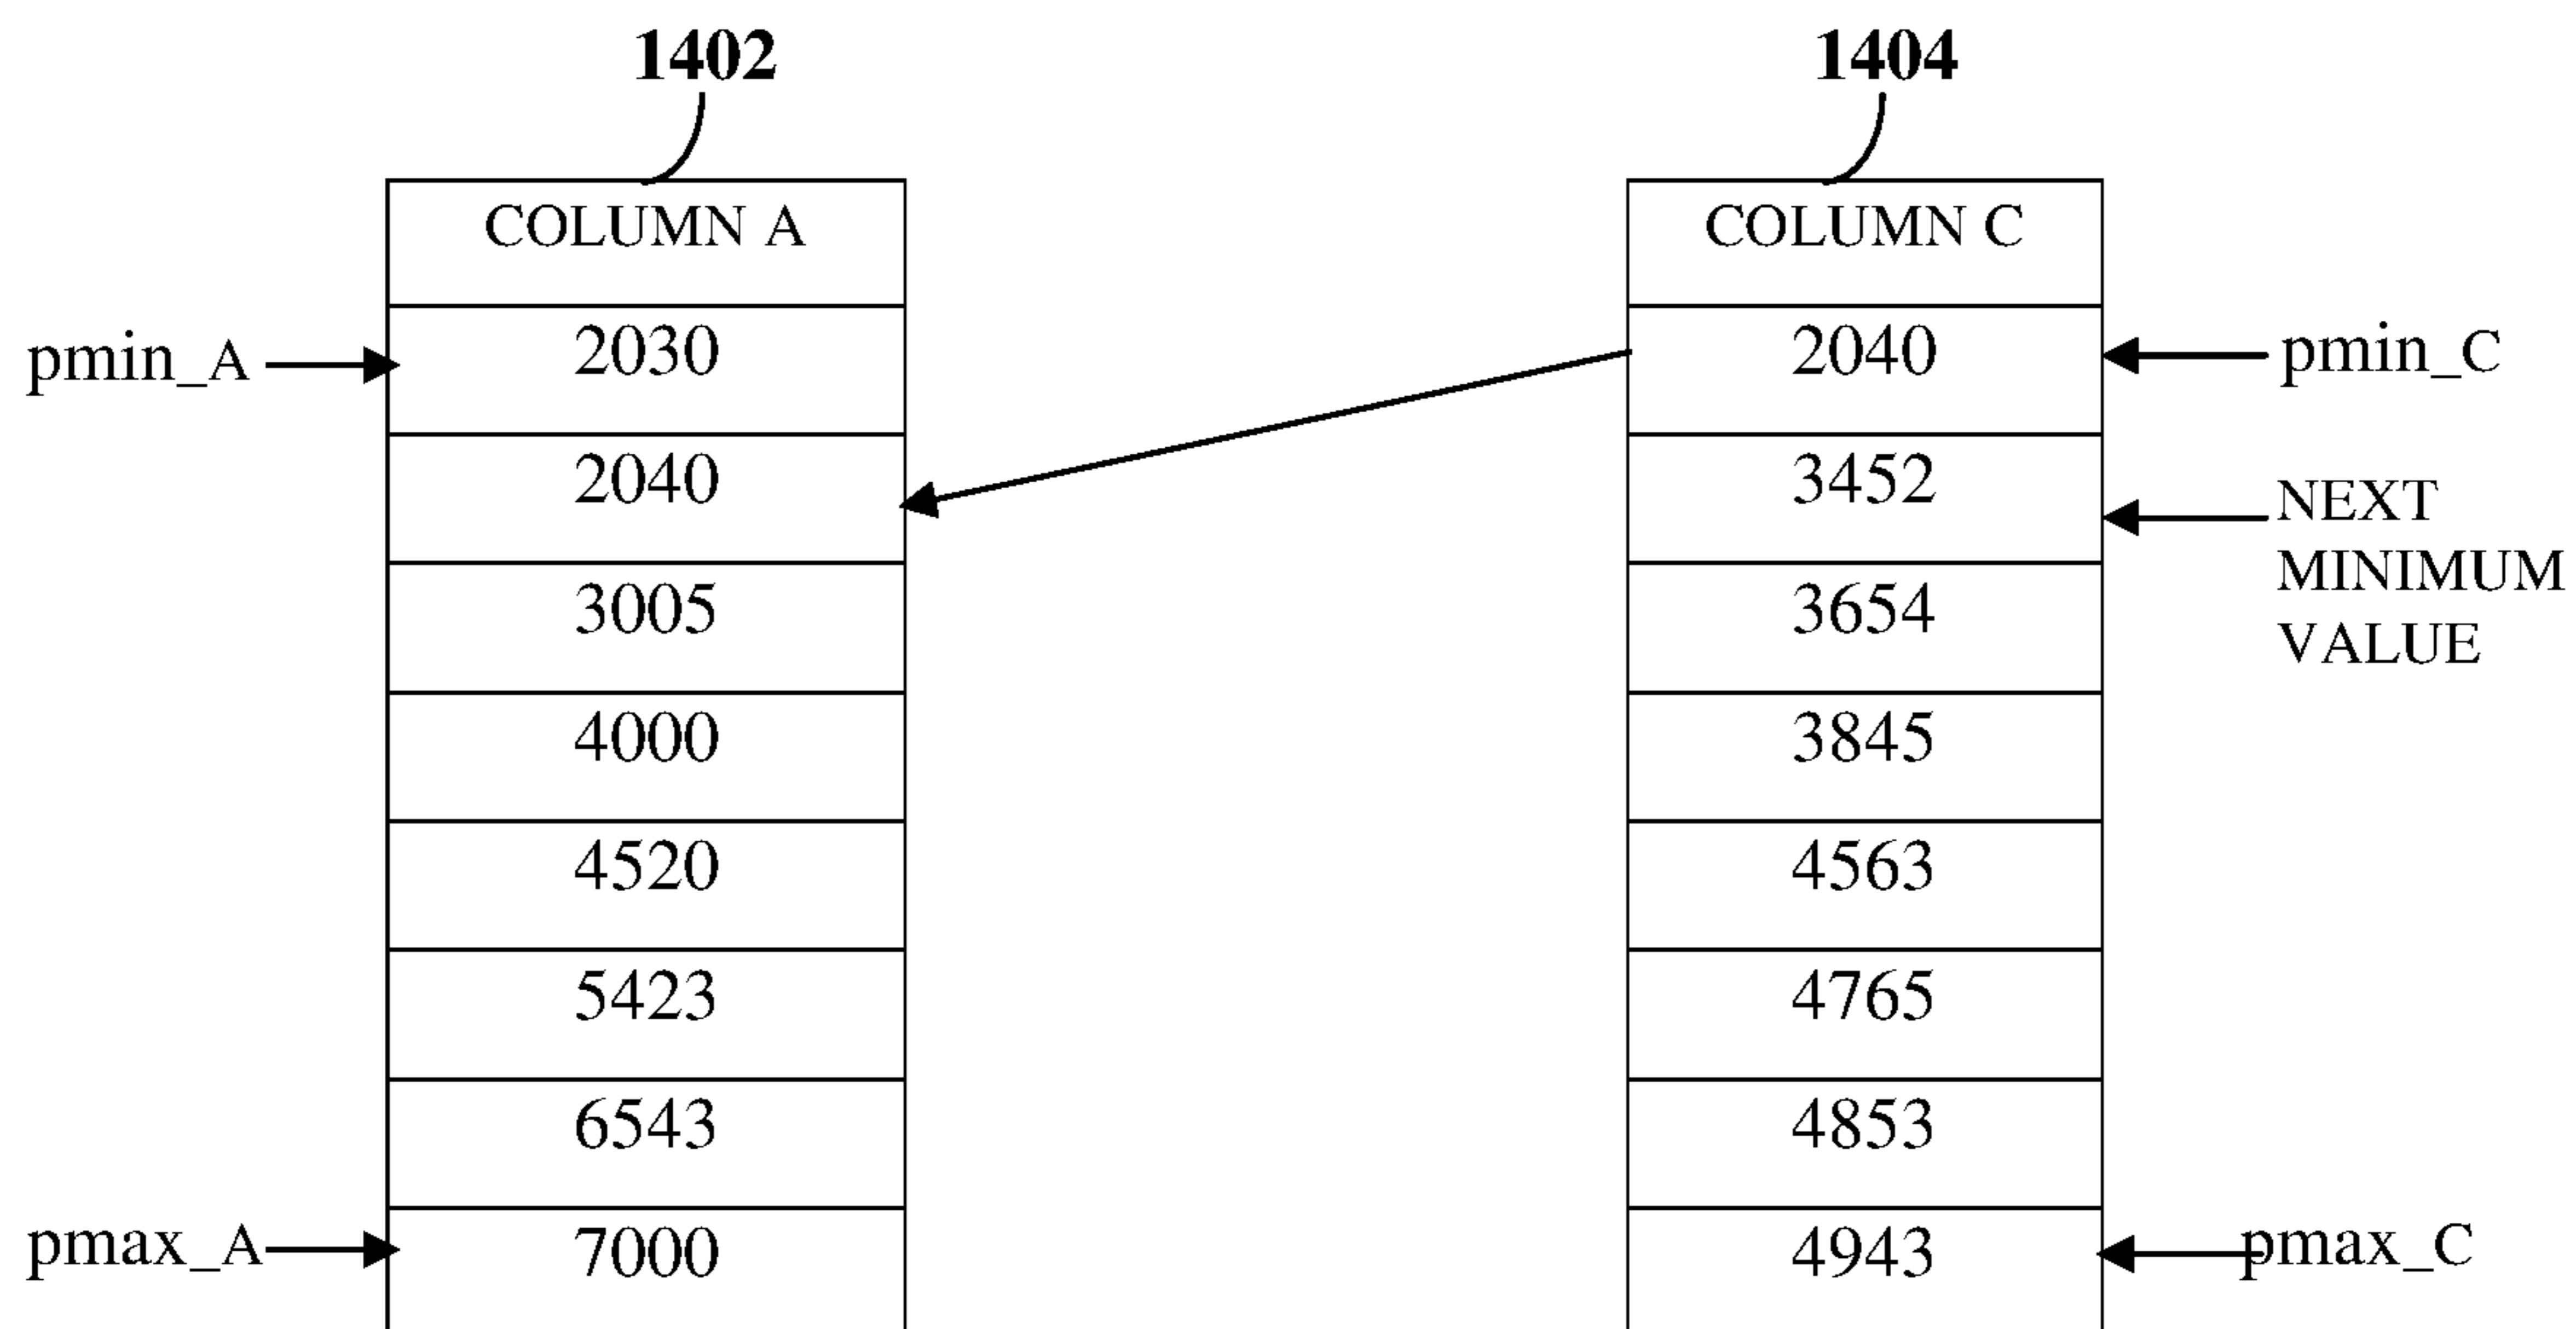 1402 1404
COLUMN A COLUMN C
pmin_A 2030 2040 pmin_C
2040 3452 NEXT
MINIMUM
3005 3654 VALUE
4000 3845
4520 4563
5423 4765
6543 4853
pmax_A 7000 4943 pmax_C